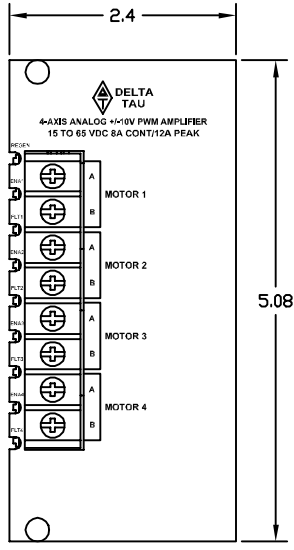 2.4
DELTA
TAU
4-AXIS ANALOG +/-10V PWM AMPLIFIER
15 TO 65 VDC 8A CONT/12A PEAK
REGEN
ENA1
A
MOTOR 1
FLT1
B
ENA2
A
MOTOR 2
FLT2
B
5.08
ENA3
A
MOTOR 3
FLT3
B
ENA4
A
MOTOR 4
FLT4
B